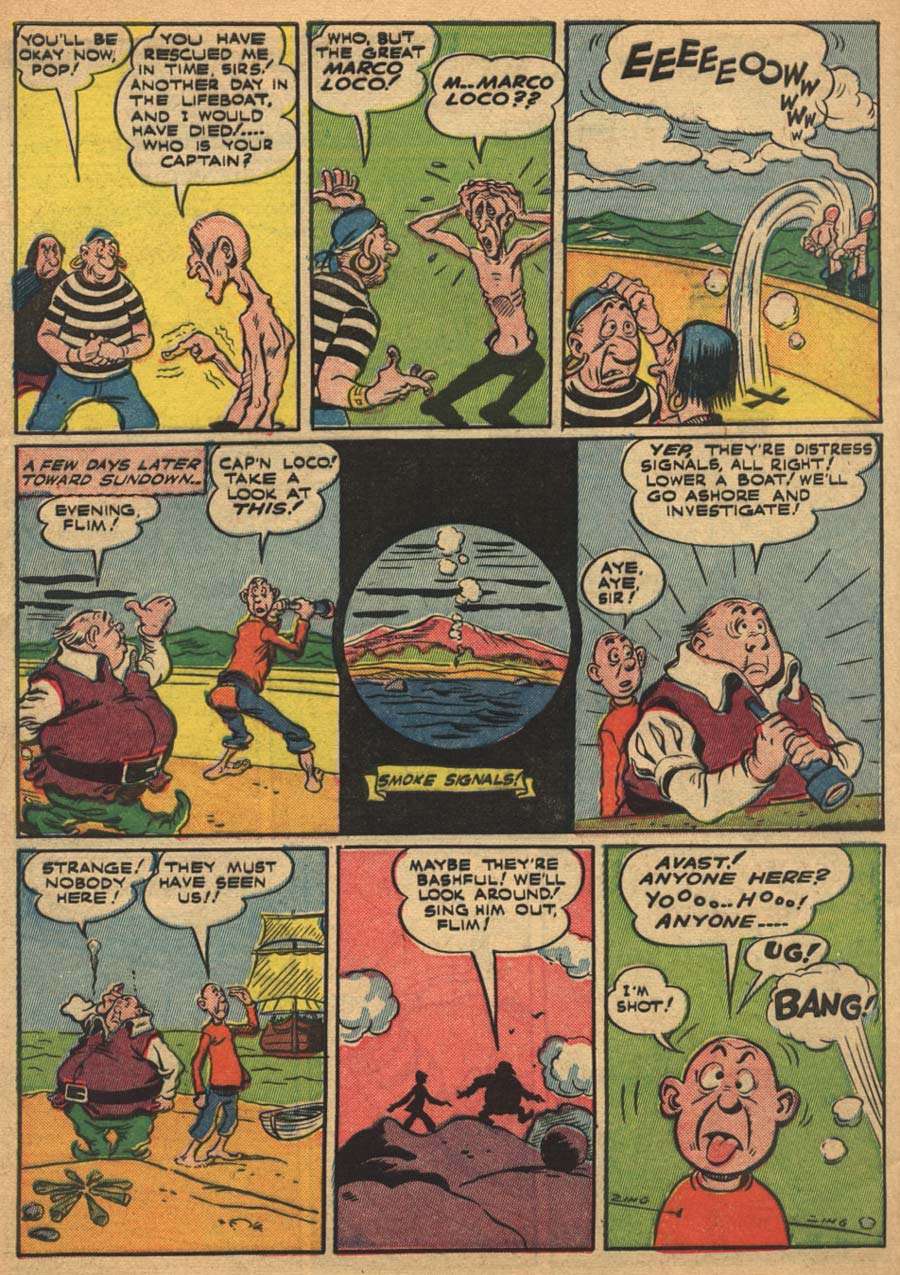 YOU'LL BE
OKAY NOW,
POP!
YOU HAVE
RESCUED ME
IN TIME, SIRS!
ANOTHER DAY IN
THE LIFEBOAT,
AND I WOULD
HAVE DIED!....
WHO IS YOUR
CAPTAIN?
WHO, BUT
THE GREAT
MARCO
LOCO!
M..MARCO
LOCO??
EEEEEOOWWWWWW
A FEW DAYS LATER
TOWARD SUNDOWN..
EVENING,
FLIM!
CAP'N LOCO!
TAKE A
LOOK AT
THIS!
SMOKE SIGNALS!
YEP, THEY'RE DISTRESS
SIGNALS, ALL RIGHT!
LOWER A BOAT! WE'LL
GO ASHORE AND
INVESTIGATE!
AYE,
AYE,
SIR!
STRANGE!
NOBODY
HERE!
THEY MUST
HAVE SEEN
US!!
MAYBE THEY'RE
BASHFUL! WE'LL
LOOK AROUND!
SING HIM OUT,
FLIM!
AVAST!
ANYONE HERE?
YOOOO...HOOO!
ANYONE----
UG!
BANG!
I'M
SHOT!
ZING
ZING